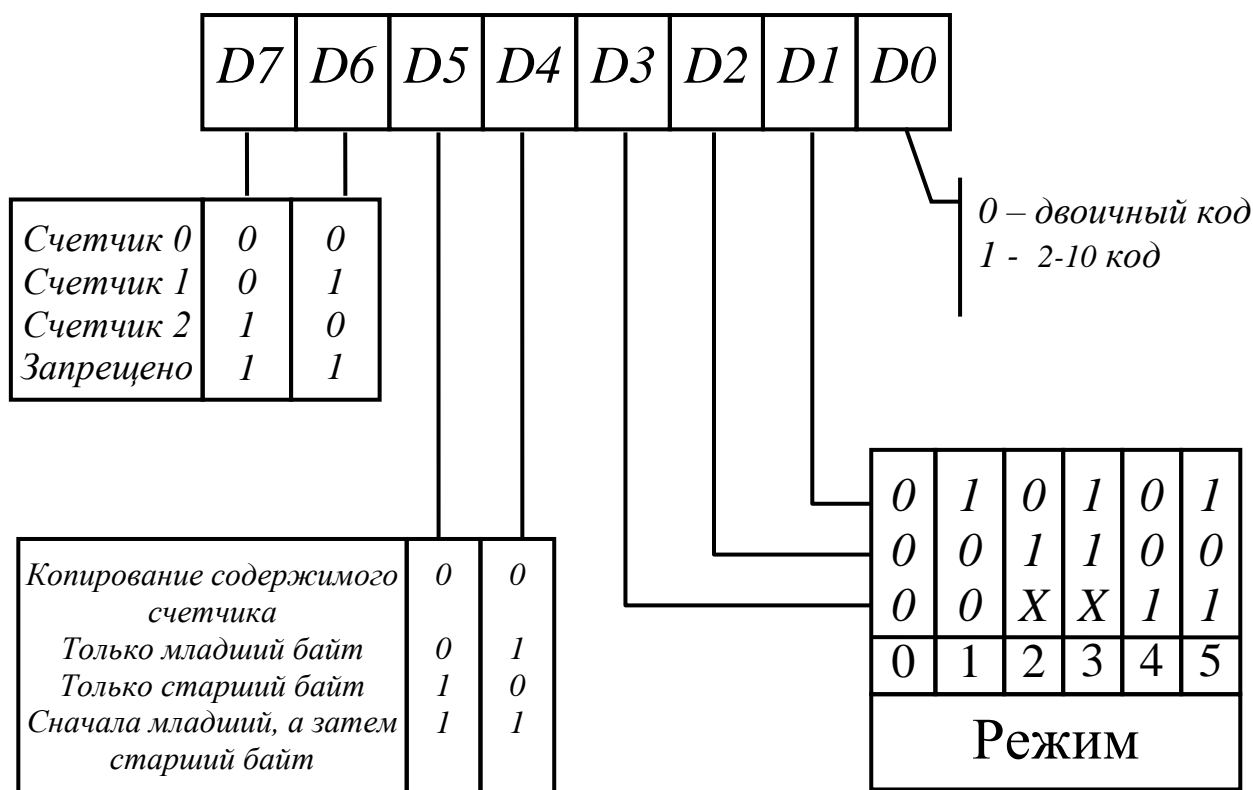 D7 D6 D5 D4 D3 D2 D1 D0
0 – двоичный код
1 - 2-10 код
Счетчик 0 0 0
Счетчик 1 0 1
Счетчик 2 1 0
Запрещено 1 1
Копирование содержимого 0 0
счетчика
Только младший байт 0 1
Только старший байт 1 0
Сначала младший, а затем 1 1
старший байт
0 1 0 1 0 1
0 0 1 1 0 0
0 0 X X 1 1
0 1 2 3 4 5
Режим